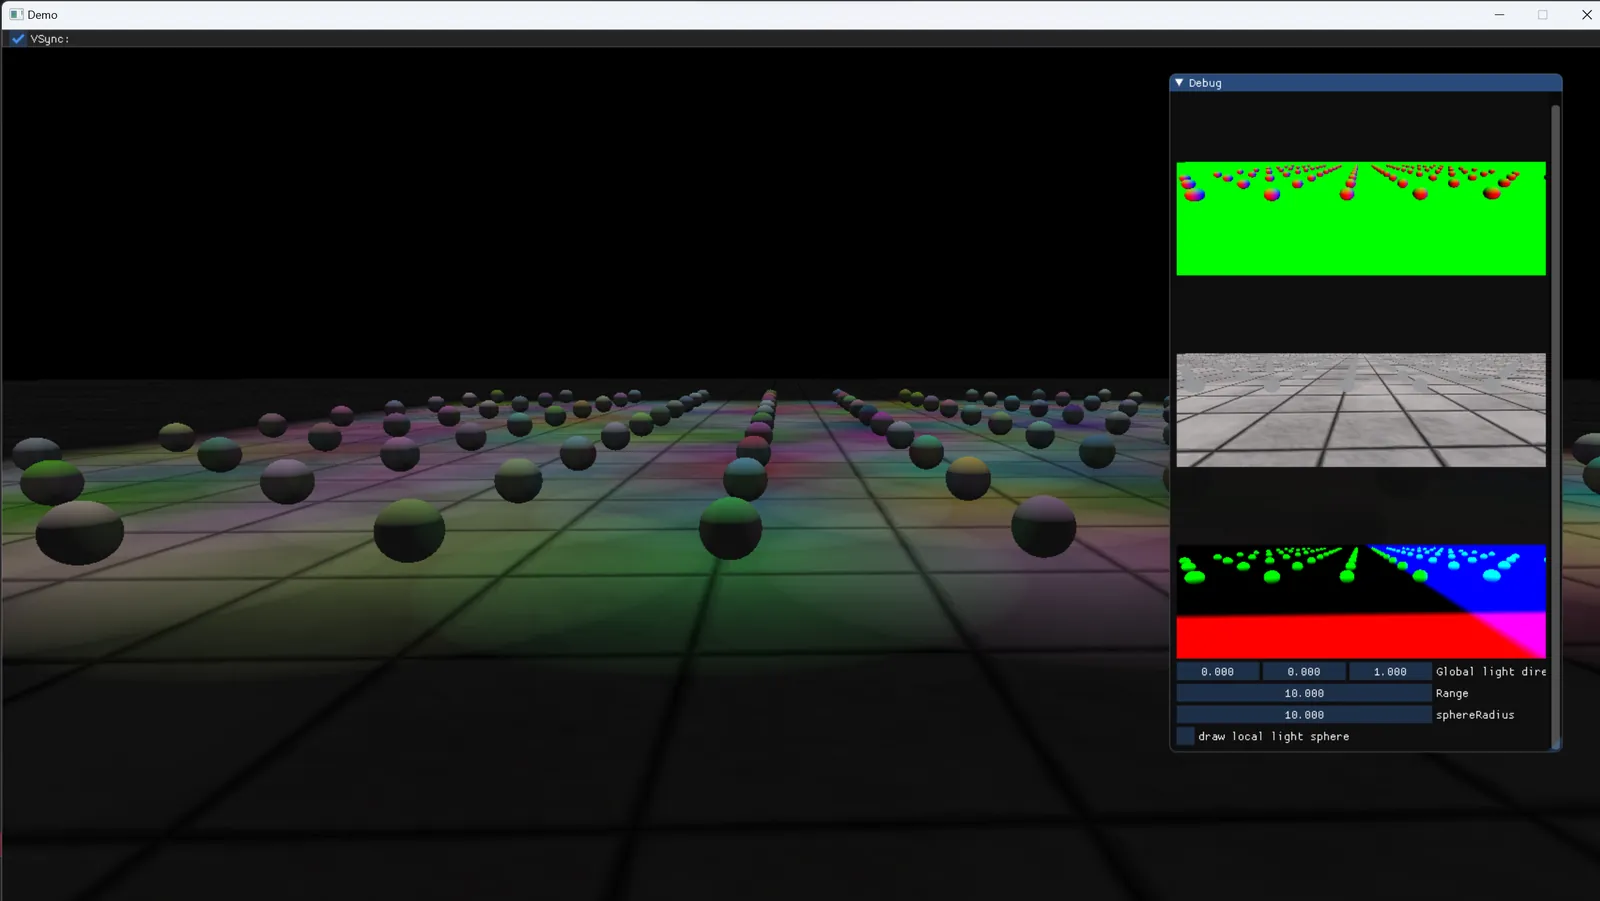 Demo
VSync:
Debug
0.000 0.000 1.000 Global light dire
10.000 Range
10.000 sphereRadius
draw local light sphere